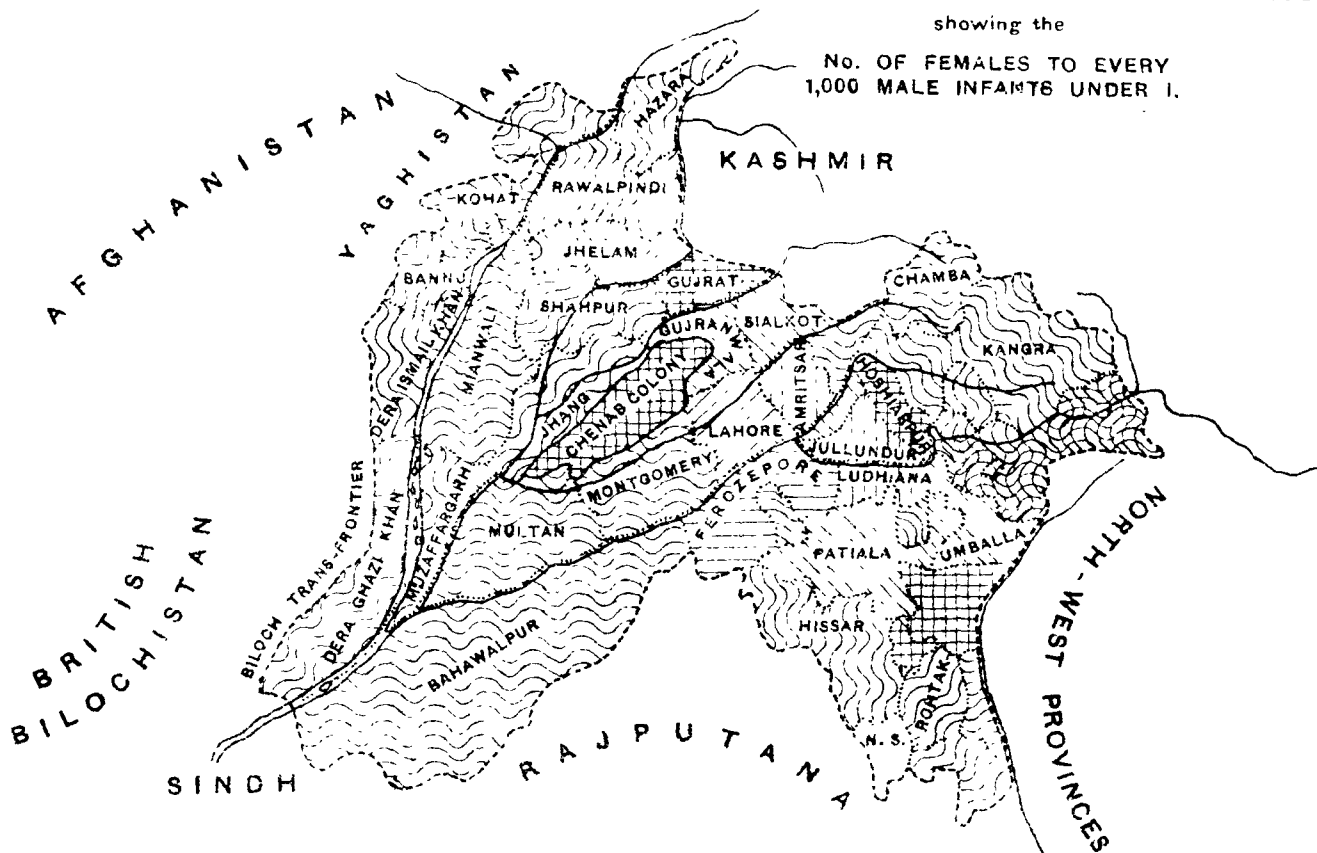 showing the
No. OF FEMALES TO EVERY
1,000 MALE INFANTS UNDER I.
AFGHANISTAN
YAGHISTAN
HAZARA
KASHMIR
KOHAT
RAWALPINDI
JHELAM
BANNU
GUJRAT
CHAMBA
SHAHPUR
DERA ISMAIL KHAN
MIANWALI
GUJRANWALA
SIALKOT
KANGRA
JHANG
CHENAB COLONY
AMRITSAR
HOSHIARPUR
LAHORE
JULLUNDUR
LUDHIANA
MONTGOMERY
FEROZEPORE
MULTAN
MUZAFFARGARH
PATIALA
UMBALLA
BILOCH TRANS-FRONTIER
DERA GHAZI KHAN
BRITISH
BILOCHISTAN
BAHAWALPUR
HISSAR
ROHTAK
N. S.
NORTH-WEST PROVINCES
RAJPUTANA
SINDH